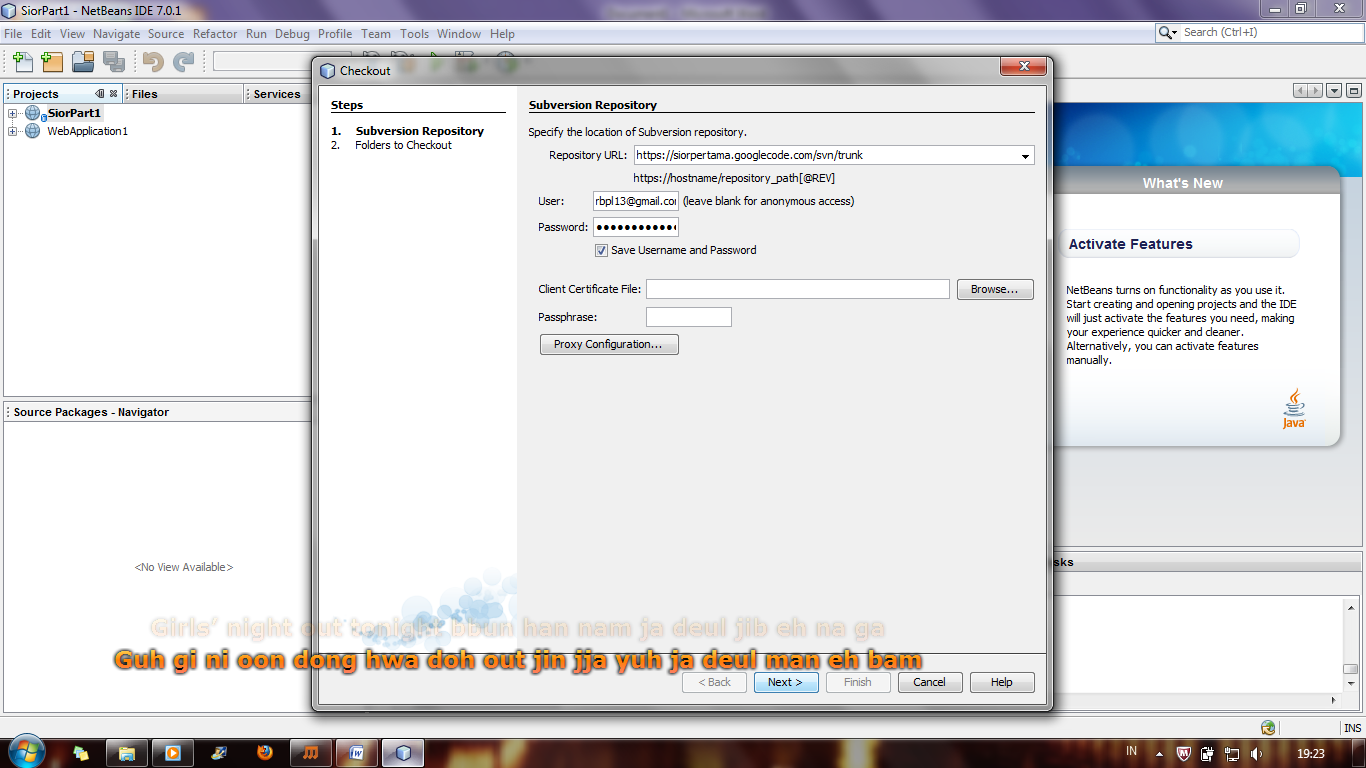 SiorPart1 - NetBeans IDE 7.0.1
File Edit View Navigate Source Refactor Run Debug Profile Team Tools Window Help
Search (Ctrl+I)
Projects
Files
Services
SiorPart1
WebApplication1
Source Packages - Navigator
<No View Available>
Checkout
Steps
1. Subversion Repository
2. Folders to Checkout
Subversion Repository
Specify the location of Subversion repository.
Repository URL: https://siorpertama.googlecode.com/svn/trunk
https://hostname/repository_path[@REV]
User: rbpl13@gmail.co (leave blank for anonymous access)
Password: ●●●●●●●●●●●●
Save Username and Password
Client Certificate File: Browse...
Passphrase:
Proxy Configuration...
< Back Next > Finish Cancel Help
What's New
Activate Features
NetBeans turns on functionality as you use it.
Start creating and opening projects and the IDE
will just activate the features you need, making
your experience quicker and cleaner.
Alternatively, you can activate features
manually.
Java
sks
Girls' night out tonight bbun han nam ja deul jib eh na ga
Guh gi ni oon dong hwa doh out jin jja yuh ja deul man eh bam
INS
IN
19:23